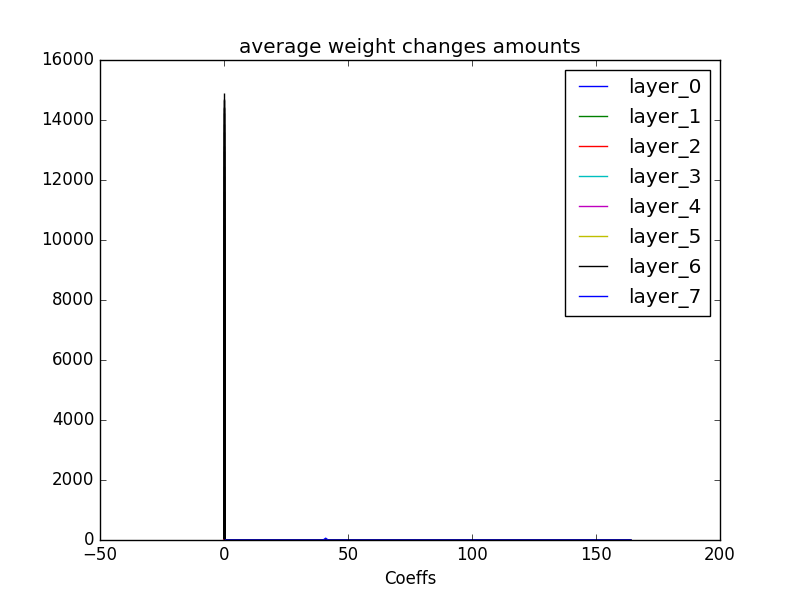 average weight changes amounts
16000
14000
12000
10000
8000
6000
4000
2000
0
−50
0
50
100
150
200
Coeffs
layer_0
layer_1
layer_2
layer_3
layer_4
layer_5
layer_6
layer_7